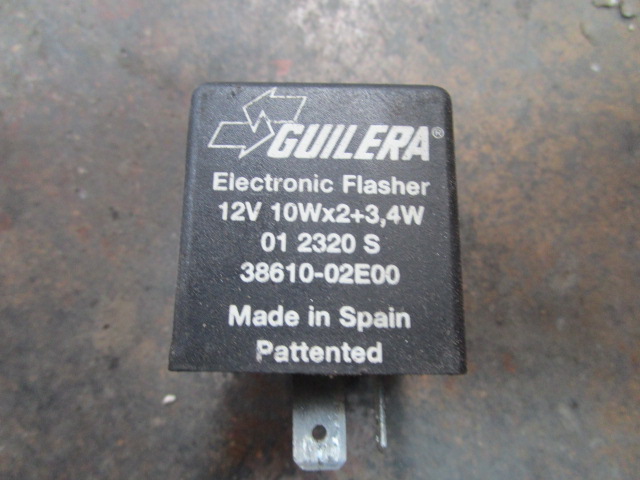 GUILERA®
Electronic Flasher
12V 10Wx2+3,4W
01 2320 S
38610-02E00
Made in Spain
Pattented